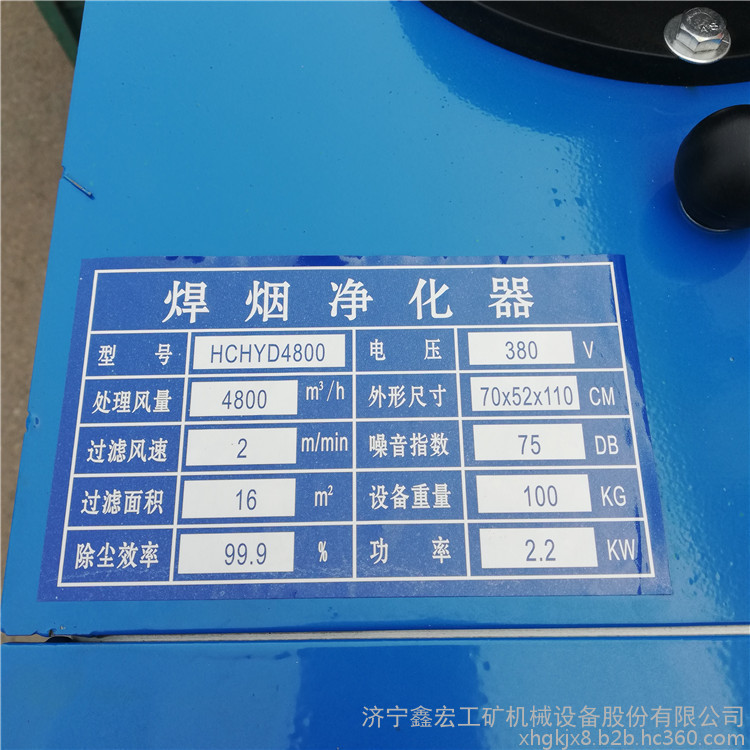 焊烟净化器
型号 HCHYD4800 电压 380 V
处理风量 4800 m³/h 外形尺寸 70x52x110 CM
过滤风速 2 m/min 噪音指数 75 DB
过滤面积 16 m² 设备重量 100 KG
除尘效率 99.9 % 功率 2.2 KW
济宁鑫宏工矿机械设备股份有限公司
xhgkjx8.b2b.hc360.com